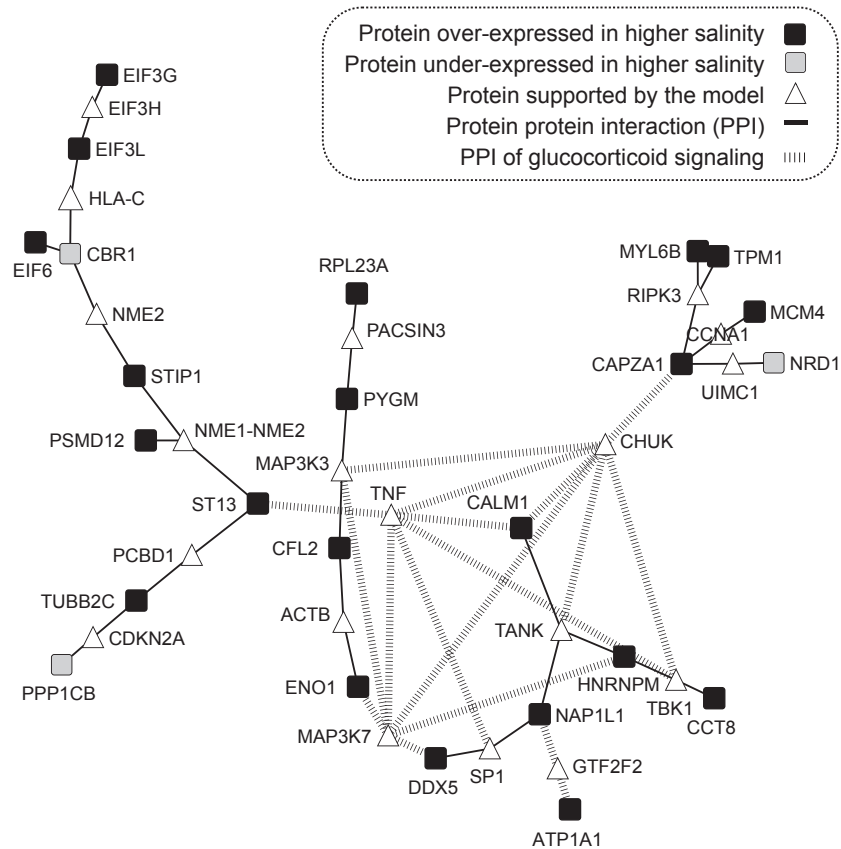 Protein over-expressed in higher salinity
Protein under-expressed in higher salinity
Protein supported by the model
Protein protein interaction (PPI)
PPI of glucocorticoid signaling
EIF3G
EIF3H
EIF3L
HLA-C
CBR1
EIF6
NME2
STIP1
PSMD12
NME1-NME2
ST13
PCBD1
TUBB2C
CDKN2A
PPP1CB
RPL23A
PACSIN3
PYGM
MAP3K3
TNF
CFL2
ACTB
ENO1
MAP3K7
DDX5
SP1
MYL6B
TPM1
RIPK3
MCM4
CCNA1
CAPZA1
NRD1
UIMC1
CHUK
CALM1
TANK
HNRNPM
TBK1
CCT8
NAP1L1
GTF2F2
ATP1A1